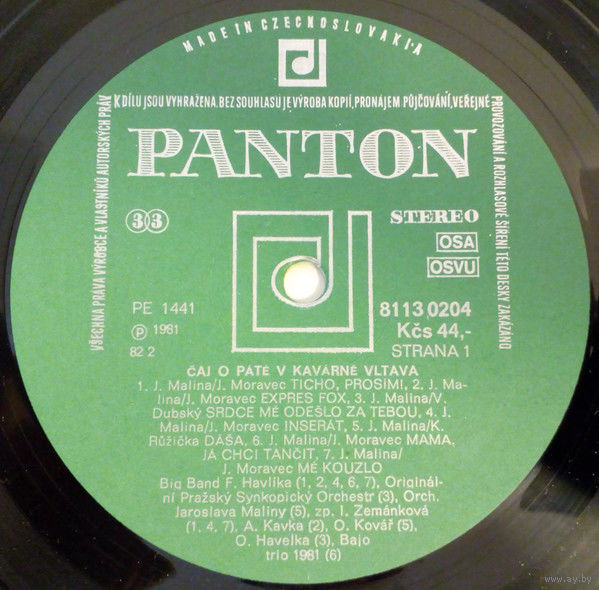 MADE IN CZECHOSLOVAKIA
VŠECHNA PRÁVA VÝROBCE A VLASTNÍKŮ AUTORSKÝCH PRÁV
K DÍLU JSOU VYHRAŽENA. BEZ SOUHLASU JE VÝROBA KOPIÍ, PRONÁJEM PŮJČOVÁNÍ, VEŘEJNÉ
PROVOZOVÁNÍ A ROZHLASOVÉ ŠÍŘENÍ TÉTO DESKY ZAKÁZÁNO
PANTON
33
STEREO
OSA
OSVU
PE 1441
℗ 1981
82 2
8113 0204
Kčs 44,-
STRANA 1
ČAJ O PÁTÉ V KAVÁRNĚ VLTAVA
1. J. Malina/J. Moravec TICHO, PROSÍM!, 2. J. Ma-
lina/J. Moravec EXPRES FOX, 3. J. Malina/V.
Dubský SRDCE MÉ ODEŠLO ZA TEBOU, 4. J.
Malina/J. Moravec INSERÁT, 5. J. Malina/K.
Růžička DÁŠA, 6. J. Malina/J. Moravec MAMA,
JÁ CHCI TANČIT, 7. J. Malina/
J. Moravec MÉ KOUZLO
Big Band F. Havlíka (1, 2, 4, 6, 7), Originál-
ní Pražský Synkopický Orchestr (3), Orch.
Jaroslava Maliny (5), zp. I. Zemánková
(1, 4, 7), A. Kavka (2), O. Kovář (5),
O. Havelka (3), Bajo
trio 1981 (6)
www.ay.by